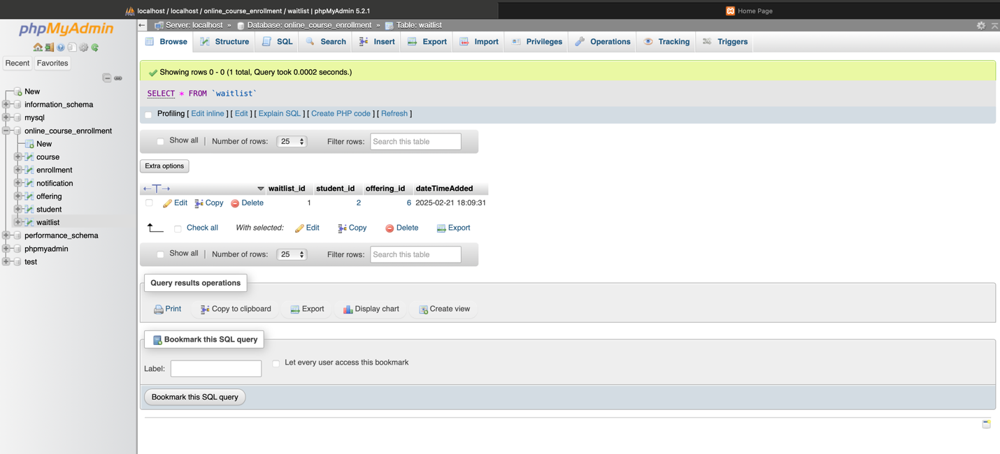 localhost / localhost / online_course_enrollment / waitlist | phpMyAdmin 5.2.1
Home Page
phpMyAdmin
Recent Favorites
New
information_schema
mysql
online_course_enrollment
New
course
enrollment
notification
offering
student
waitlist
performance_schema
phpmyadmin
test
Server: localhost » Database: online_course_enrollment » Table: waitlist
Browse Structure SQL Search Insert Export Import Privileges Operations Tracking Triggers
Showing rows 0 - 0 (1 total, Query took 0.0002 seconds.)
SELECT * FROM `waitlist`
Profiling [ Edit inline ] [ Edit ] [ Explain SQL ] [ Create PHP code ] [ Refresh ]
Show all | Number of rows: 25 Filter rows: Search this table
Extra options
←T→ waitlist_id student_id offering_id dateTimeAdded
Edit Copy Delete 1 2 6 2025-02-21 18:09:31
Check all With selected: Edit Copy Delete Export
Show all | Number of rows: 25 Filter rows: Search this table
Query results operations
Print Copy to clipboard Export Display chart Create view
Bookmark this SQL query
Label: Let every user access this bookmark
Bookmark this SQL query